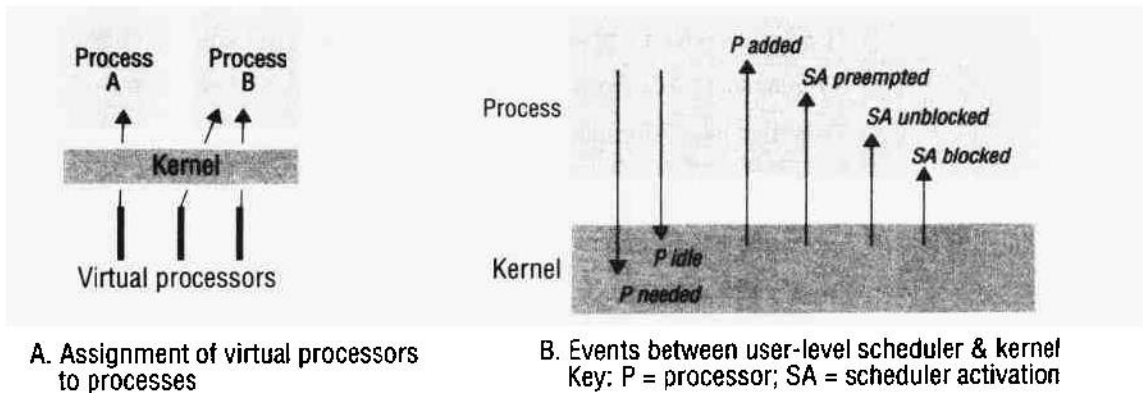 Process
A
Process
B
Kernel
Virtual processors
A. Assignment of virtual processors
to processes
Process
Kernel
P added
SA preempted
SA unblocked
SA blocked
P idle
P needed
B. Events between user-level scheduler & kernel
Key: P = processor; SA = scheduler activation